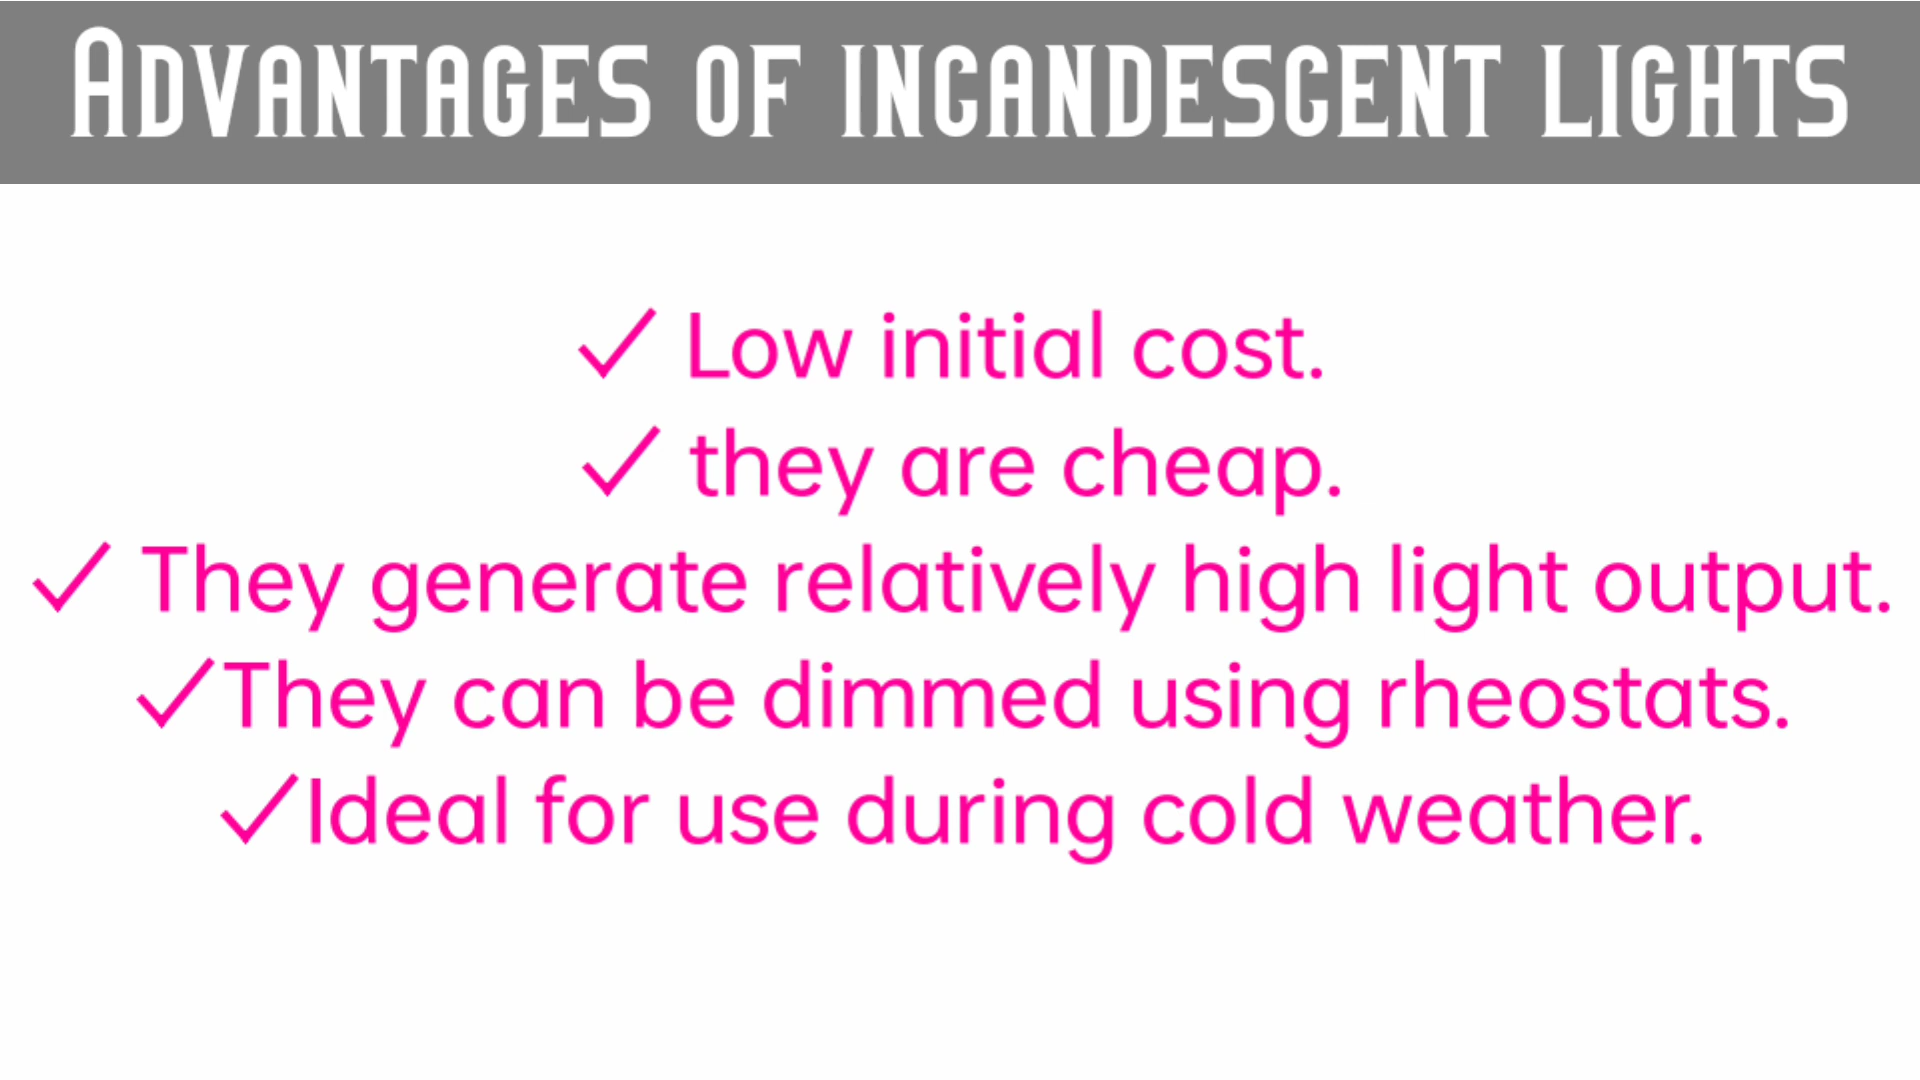 Advantages of incandescent lights
✓ Low initial cost.
✓ they are cheap.
✓ They generate relatively high light output.
✓They can be dimmed using rheostats.
✓Ideal for use during cold weather.